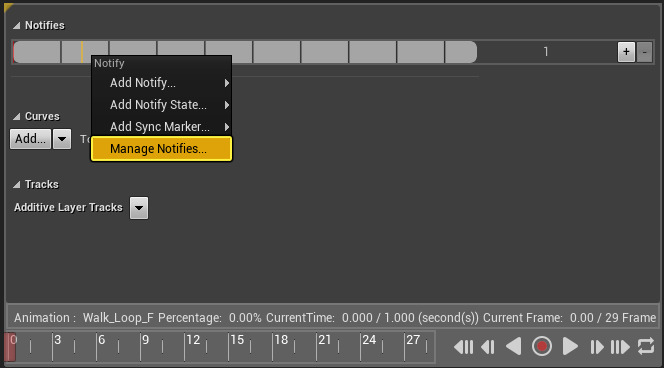 Notifies
1 + -
Notify
Add Notify...
Add Notify State...
Add Sync Marker...
Manage Notifies...
Curves
Add... To
Tracks
Additive Layer Tracks
Animation : Walk_Loop_F Percentage: 0.00% CurrentTime: 0.000 / 1.000 (second(s)) Current Frame: 0.00 / 29 Frame
0 3 6 9 12 15 18 21 24 27